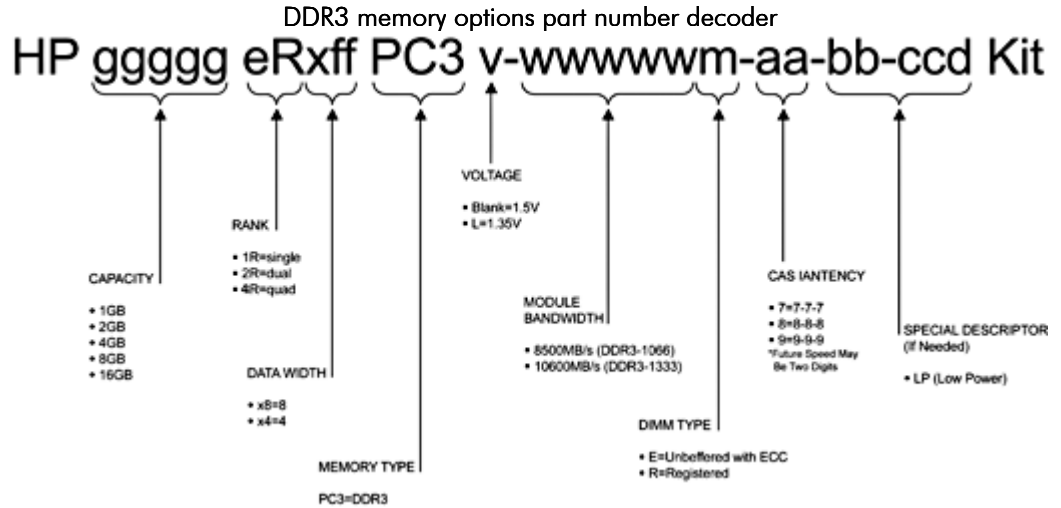 DDR3 memory options part number decoder
HP ggggg eRxff PC3 v-wwwwwm-aa-bb-ccd Kit
VOLTAGE
▪ Blank=1.5V
▪ L=1.35V
RANK
▪ 1R=single
▪ 2R=dual
▪ 4R=quad
CAPACITY
+ 1GB
+ 2GB
+ 4GB
+ 8GB
+ 16GB
CAS IANTENCY
▪ 7=7-7-7
▪ 8=8-8-8
▪ 9=9-9-9
*Future Speed May
Be Two Digits
MODULE
BANDWIDTH
▪ 8500MB/s (DDR3-1066)
▪ 10600MB/s (DDR3-1333)
SPECIAL DESCRIPTOR
(If Needed)
▪ LP (Low Power)
DATA WIDTH
+ x8=8
+ x4=4
DIMM TYPE
▪ E=Unbeffered with ECC
▪ R=Registered
MEMORY TYPE
PC3=DDR3